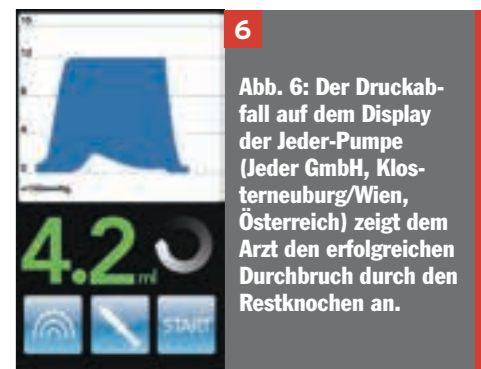 6
Abb. 6: Der Druckab-
fall auf dem Display
der Jeder-Pumpe
(Jeder GmbH, Klos-
terneuburg/Wien,
Österreich) zeigt dem
Arzt den erfolgreichen
Durchbruch durch den
Restknochen an.
4.2 ml
START